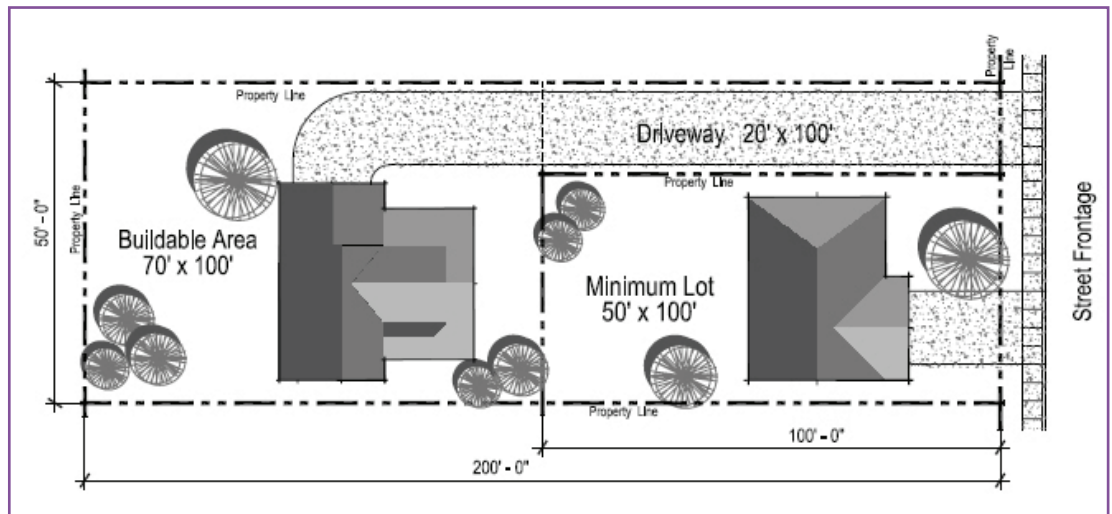 Property
Line
Property Line
Driveway 20' x 100'
Property Line
Property Line
50' - 0"
Buildable Area
70' x 100'
Minimum Lot
50' x 100'
Street Frontage
Property Line
100' - 0"
200' - 0"